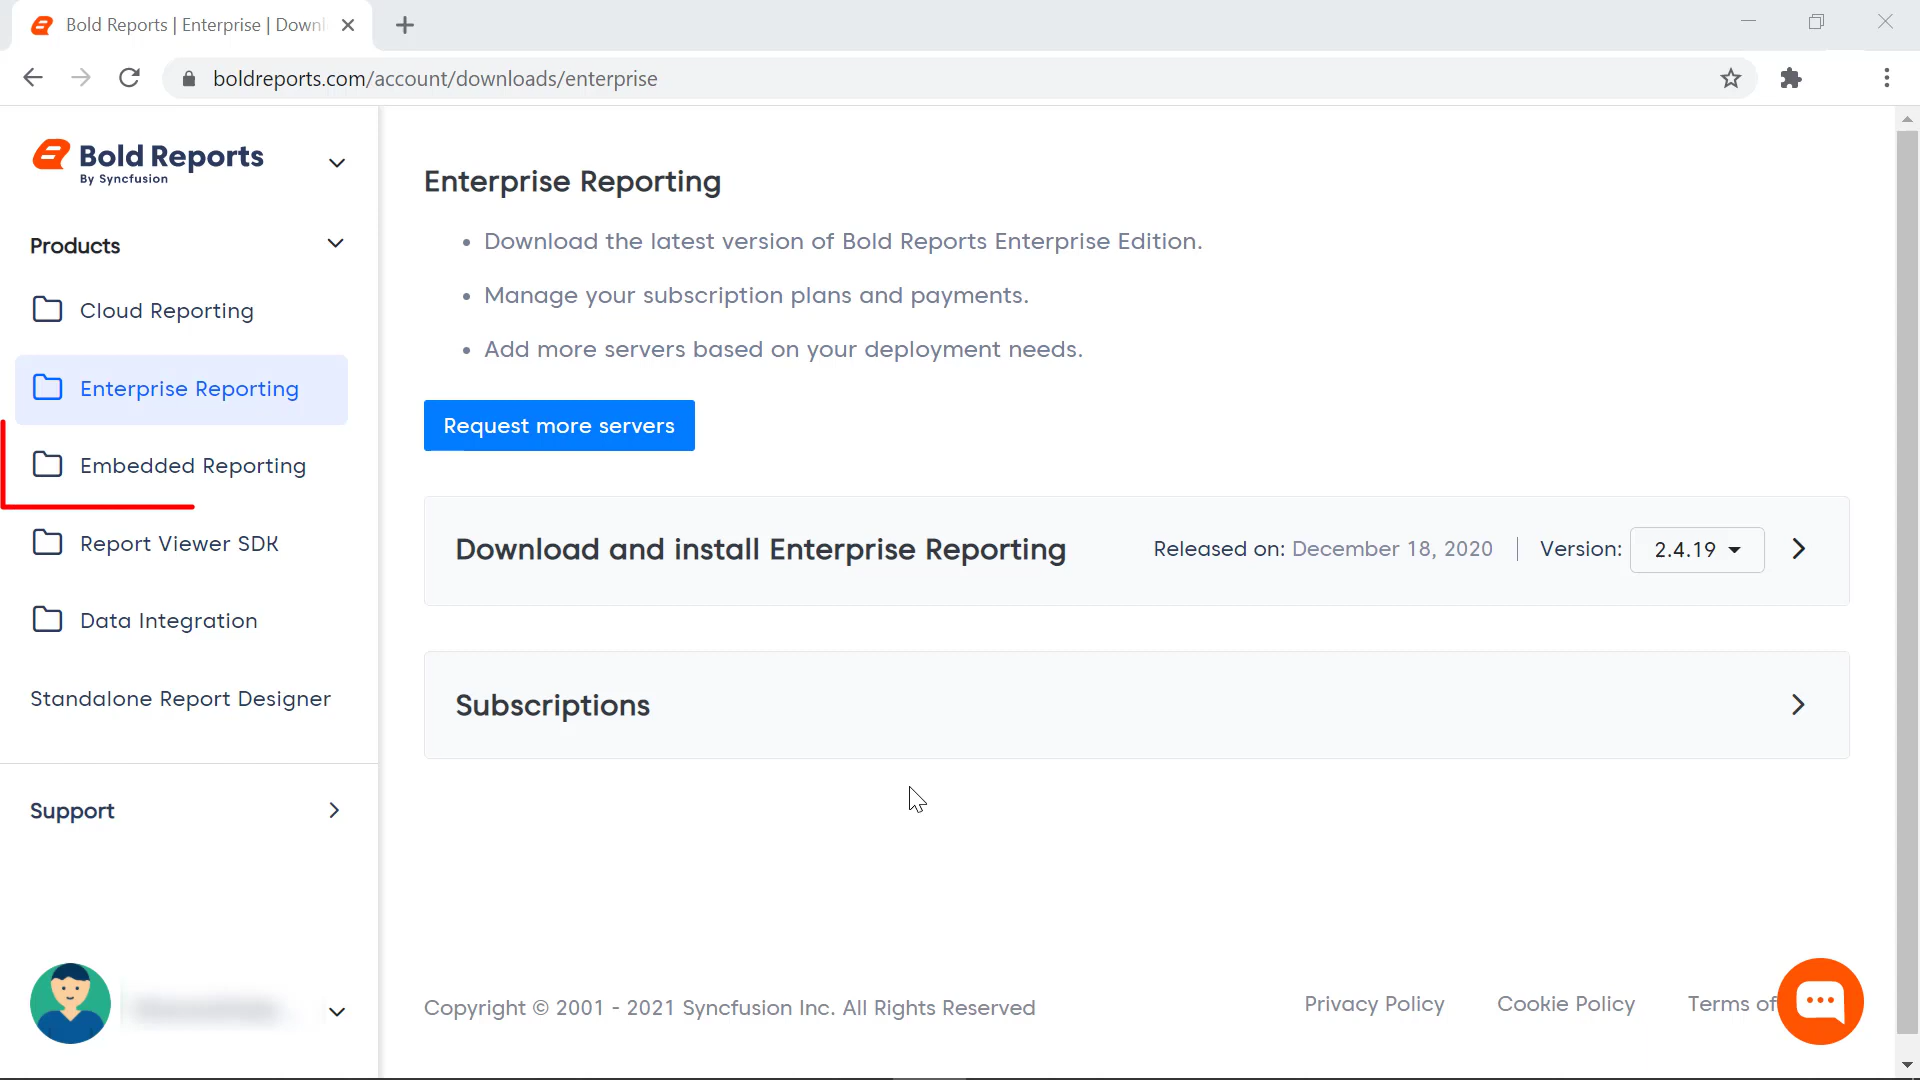 Bold Reports | Enterprise | Downl
boldreports.com/account/downloads/enterprise
Bold Reports
By Syncfusion
Products
Cloud Reporting
Enterprise Reporting
Embedded Reporting
Report Viewer SDK
Data Integration
Standalone Report Designer
Support
Enterprise Reporting
Download the latest version of Bold Reports Enterprise Edition.
Manage your subscription plans and payments.
Add more servers based on your deployment needs.
Request more servers
Download and install Enterprise Reporting Released on: December 18, 2020 Version: 2.4.19
Subscriptions
Copyright © 2001 - 2021 Syncfusion Inc. All Rights Reserved Privacy Policy Cookie Policy Terms of